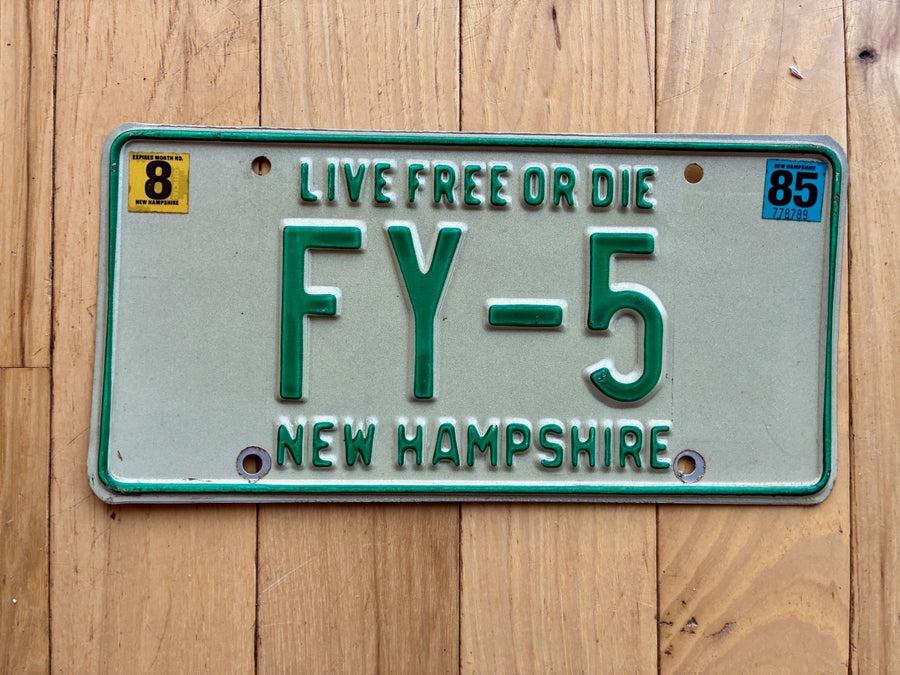 EXPIRES MONTH NO.
8
NEW HAMPSHIRE
LIVE FREE OR DIE
NEW HAMPSHIRE
85
778789
FY-5
NEW HAMPSHIRE